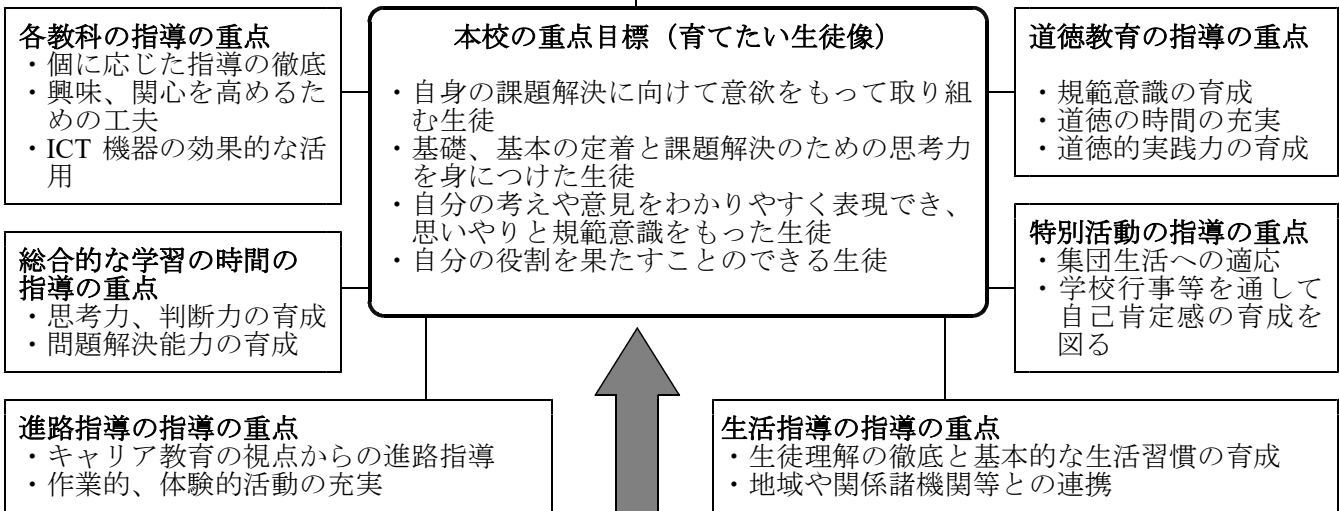 各教科の指導の重点
・個に応じた指導の徹底
・興味、関心を高めるた
めの工夫
・ICT 機器の効果的な活
用
総合的な学習の時間の
指導の重点
・思考力、判断力の育成
・問題解決能力の育成
本校の重点目標(育てたい生徒像)
・自身の課題解決に向けて意欲をもって取り組
む生徒
・基礎、基本の定着と課題解決のための思考力
を身につけた生徒
・自分の考えや意見をわかりやすく表現でき、
思いやりと規範意識をもった生徒
・自分の役割を果たすことのできる生徒
道徳教育の指導の重点
・規範意識の育成
・道徳の時間の充実
・道徳的実践力の育成
特別活動の指導の重点
・集団生活への適応
・学校行事等を通して
自己肯定感の育成を
図る
進路指導の指導の重点
・キャリア教育の視点からの進路指導
・作業的、体験的活動の充実
生活指導の指導の重点
・生徒理解の徹底と基本的な生活習慣の育成
・地域や関係諸機関等との連携